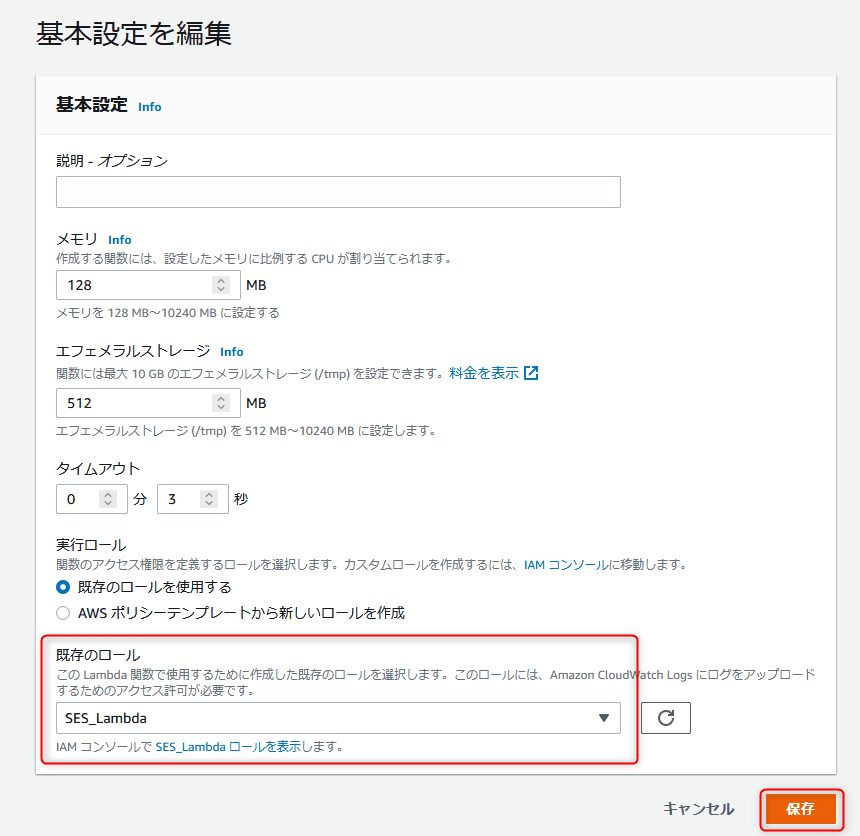 基本設定を編集
基本設定 Info
説明 - オプション
メモリ Info
作成する関数には、設定したメモリに比例する CPU が割り当てられます。
128 MB
メモリを 128 MB～10240 MB に設定する
エフェメラルストレージ Info
関数には最大 10 GB のエフェメラルストレージ (/tmp) を設定できます。料金を表示
512 MB
エフェメラルストレージ (/tmp) を 512 MB～10240 MB に設定します。
タイムアウト
0 分 3 秒
実行ロール
関数のアクセス権限を定義するロールを選択します。カスタムロールを作成するには、IAM コンソールに移動します。
既存のロールを使用する
AWS ポリシーテンプレートから新しいロールを作成
既存のロール
この Lambda 関数で使用するために作成した既存のロールを選択します。このロールには、Amazon CloudWatch Logs にログをアップロード
するためのアクセス許可が必要です。
SES_Lambda
IAM コンソールで SES_Lambda ロールを表示します。
キャンセル 保存